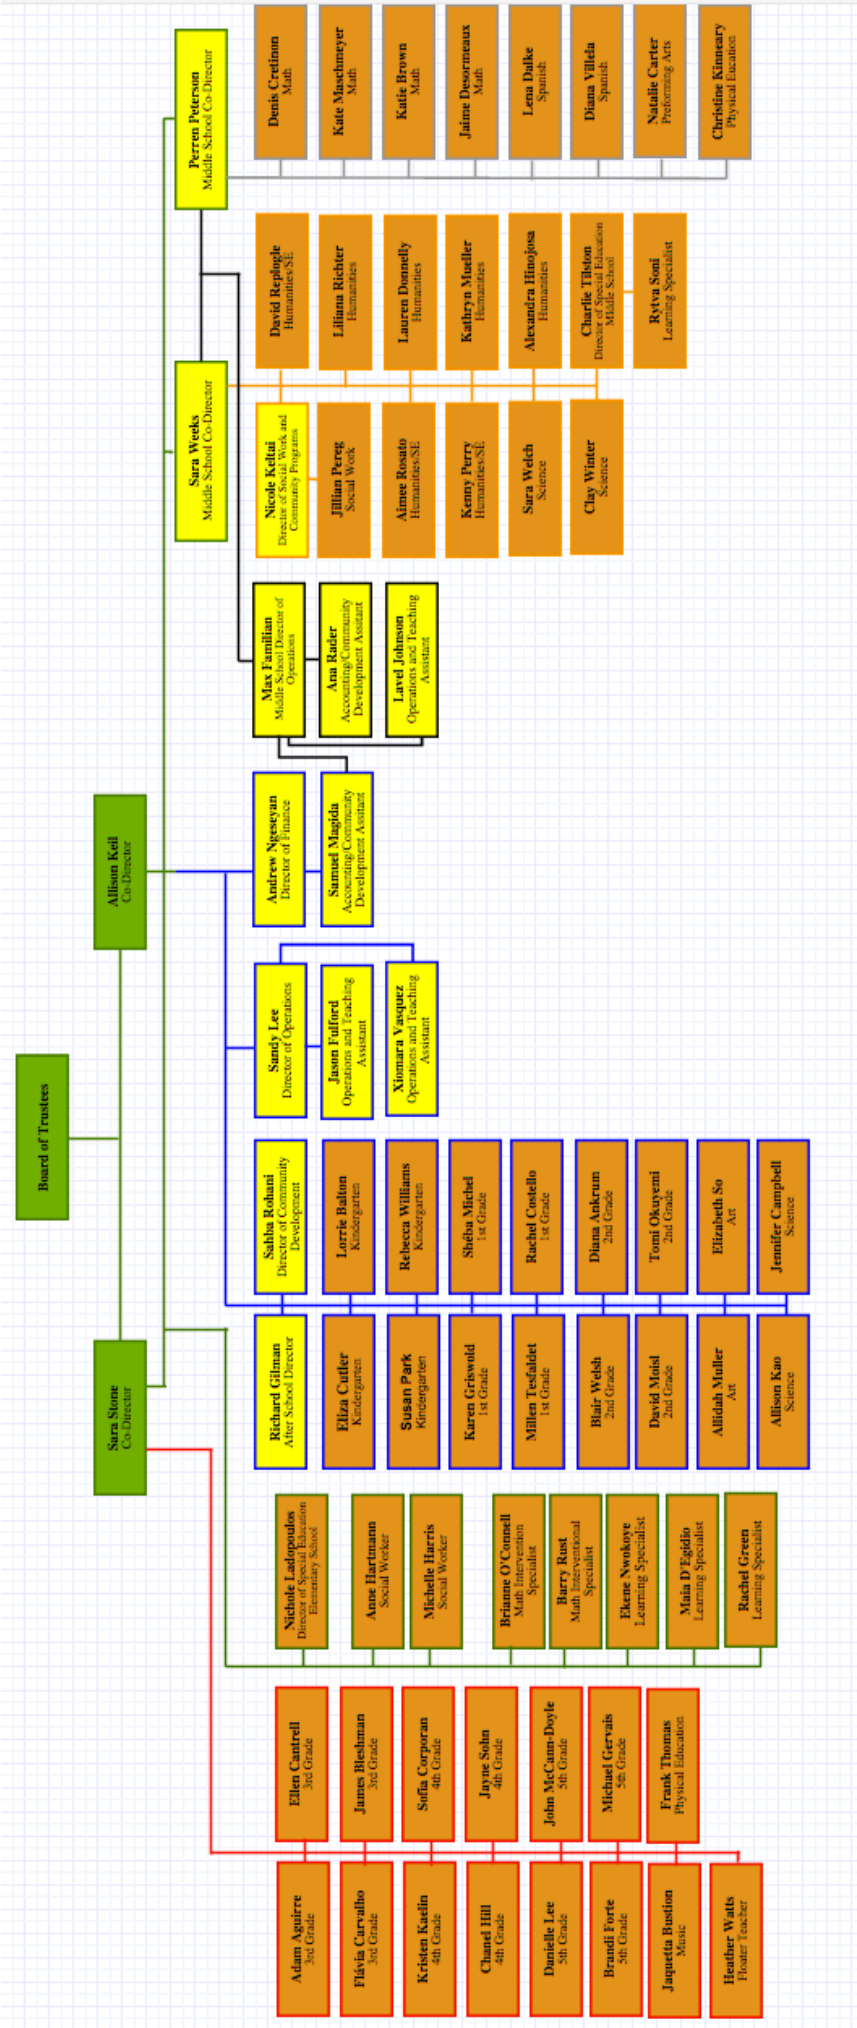 Board of Trustees
Sara Stone
Co-Director
Allison Keil
Co-Director
Sara Weeks
Middle School Co-Director
Perren Peterson
Middle School Co-Director
Adam Aguirre
3rd Grade
Ellen Cantrell
3rd Grade
Flávia Carvalho
3rd Grade
James Bleshman
3rd Grade
Kristen Kaelin
4th Grade
Sofia Corporan
4th Grade
Chanel Hill
4th Grade
Jayne Sohn
4th Grade
Danielle Lee
5th Grade
John McCann-Doyle
5th Grade
Brandi Forte
5th Grade
Michael Gervais
5th Grade
Jaquetta Bustion
Music
Frank Thomas
Physical Education
Heather Watts
Floater Teacher
Nichole Ladopoulos
Director of Special Education
Elementary School
Anne Hartmann
Social Worker
Michelle Harris
Social Worker
Brianne O'Connell
Math Intervention
Specialist
Barry Rust
Math Interventional
Specialist
Ekene Nwokoye
Learning Specialist
Maia D'Egidio
Learning Specialist
Rachel Green
Learning Specialist
Richard Gilman
After School Director
Sahba Rohani
Director of Community
Development
Eliza Cutler
Kindergarten
Lorrie Balton
Kindergarten
Susan Park
Kindergarten
Rebecca Williams
Kindergarten
Karen Griswold
1st Grade
Shéba Michel
1st Grade
Millen Tesfaldet
1st Grade
Rachel Costello
1st Grade
Blair Welsh
2nd Grade
Diana Ankrum
2nd Grade
David Moisl
2nd Grade
Tomi Okuyemi
2nd Grade
Allidah Muller
Art
Elizabeth So
Art
Allison Kao
Science
Jennifer Campbell
Science
Sandy Lee
Director of Operations
Jason Fulford
Operations and Teaching
Assistant
Xiomara Vasquez
Operations and Teaching
Assistant
Andrew Ngeseyan
Director of Finance
Samuel Magida
Accounting/Community
Development Assitant
Max Familian
Middle School Director of
Operations
Ana Rader
Accounting/Community
Development Assitant
Lavel Johnson
Operations and Teaching
Assistant
Nicole Keltai
Director of Social Work and
Community Programs
David Replogle
Humanities/SE
Jillian Pereg
Social Work
Liliana Richter
Humanities
Aimee Rosato
Humanities/SE
Lauren Donnelly
Humanities
Kenny Perry
Humanities/SE
Kathryn Mueller
Humanities
Sara Welch
Science
Alexandra Hinojosa
Humanities
Clay Winter
Science
Charlie Tilston
Director of Special Education
Middle School
Rytva Soni
Learning Specialist
Denis Cretinon
Math
Kate Maschmeyer
Math
Katie Brown
Math
Jaime Desormeaux
Math
Lena Dalke
Spanish
Diana Villela
Spanish
Natalie Carter
Preforming Arts
Christine Kinneary
Physical Eucation